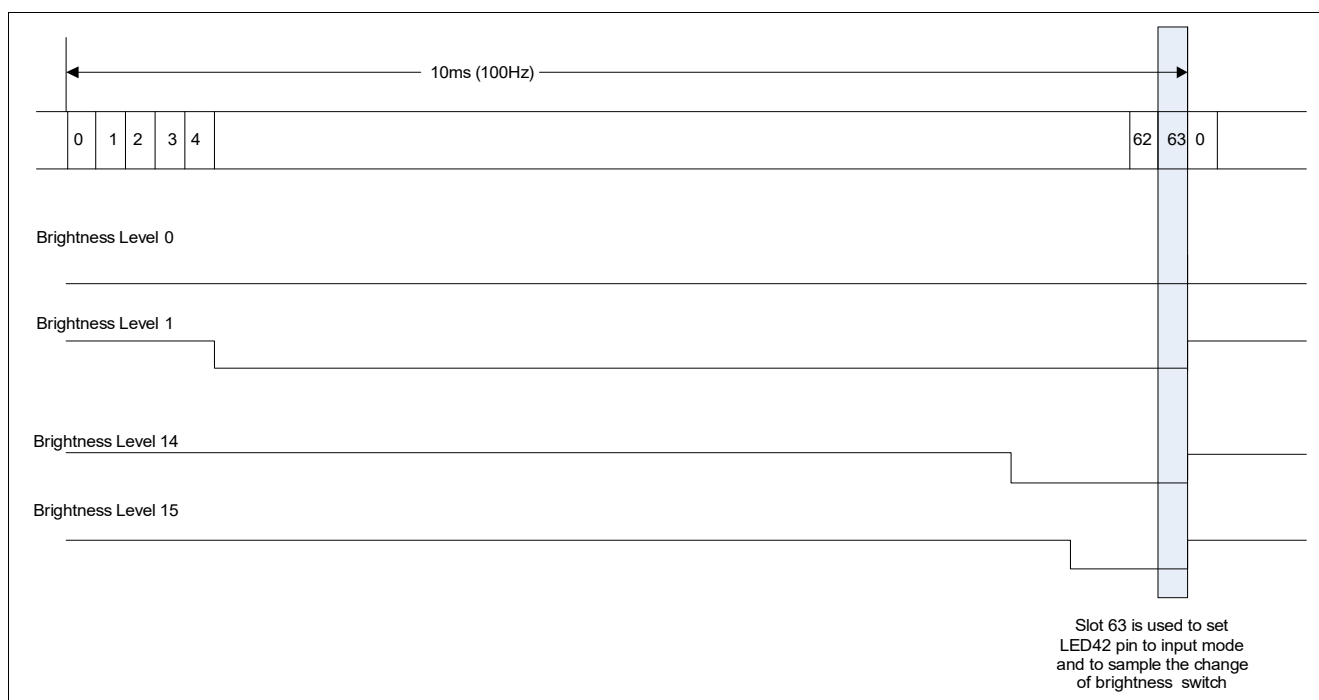 10ms (100Hz)
0 1 2 3 4 62 63 0
Brightness Level 0
Brightness Level 1
Brightness Level 14
Brightness Level 15
Slot 63 is used to set
LED42 pin to input mode
and to sample the change
of brightness switch